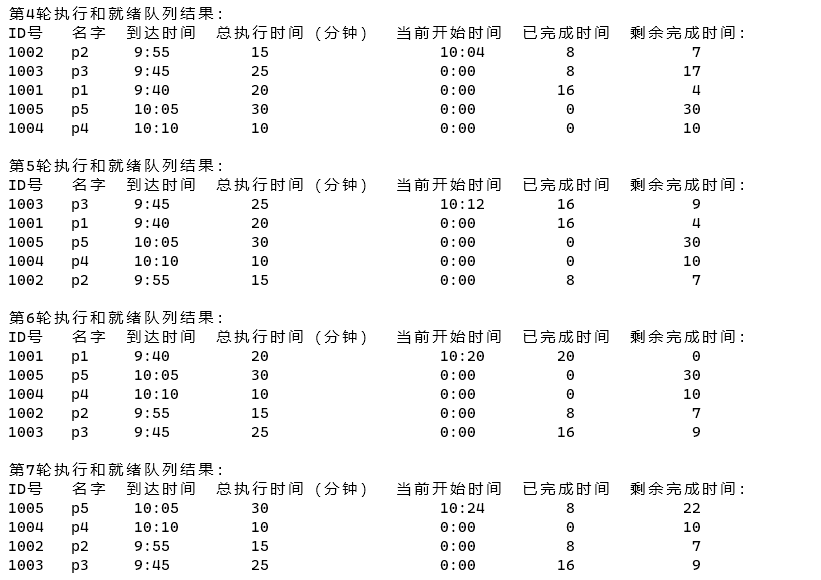 第4轮执行和就绪队列结果:
ID号 名字 到达时间 总执行时间(分钟) 当前开始时间 已完成时间 剩余完成时间:
1002 p2 9:55 15 10:04 8 7
1003 p3 9:45 25 0:00 8 17
1001 p1 9:40 20 0:00 16 4
1005 p5 10:05 30 0:00 0 30
1004 p4 10:10 10 0:00 0 10
第5轮执行和就绪队列结果:
ID号 名字 到达时间 总执行时间(分钟) 当前开始时间 已完成时间 剩余完成时间:
1003 p3 9:45 25 10:12 16 9
1001 p1 9:40 20 0:00 16 4
1005 p5 10:05 30 0:00 0 30
1004 p4 10:10 10 0:00 0 10
1002 p2 9:55 15 0:00 8 7
第6轮执行和就绪队列结果:
ID号 名字 到达时间 总执行时间(分钟) 当前开始时间 已完成时间 剩余完成时间:
1001 p1 9:40 20 10:20 20 0
1005 p5 10:05 30 0:00 0 30
1004 p4 10:10 10 0:00 0 10
1002 p2 9:55 15 0:00 8 7
1003 p3 9:45 25 0:00 16 9
第7轮执行和就绪队列结果:
ID号 名字 到达时间 总执行时间(分钟) 当前开始时间 已完成时间 剩余完成时间:
1005 p5 10:05 30 10:24 8 22
1004 p4 10:10 10 0:00 0 10
1002 p2 9:55 15 0:00 8 7
1003 p3 9:45 25 0:00 16 9